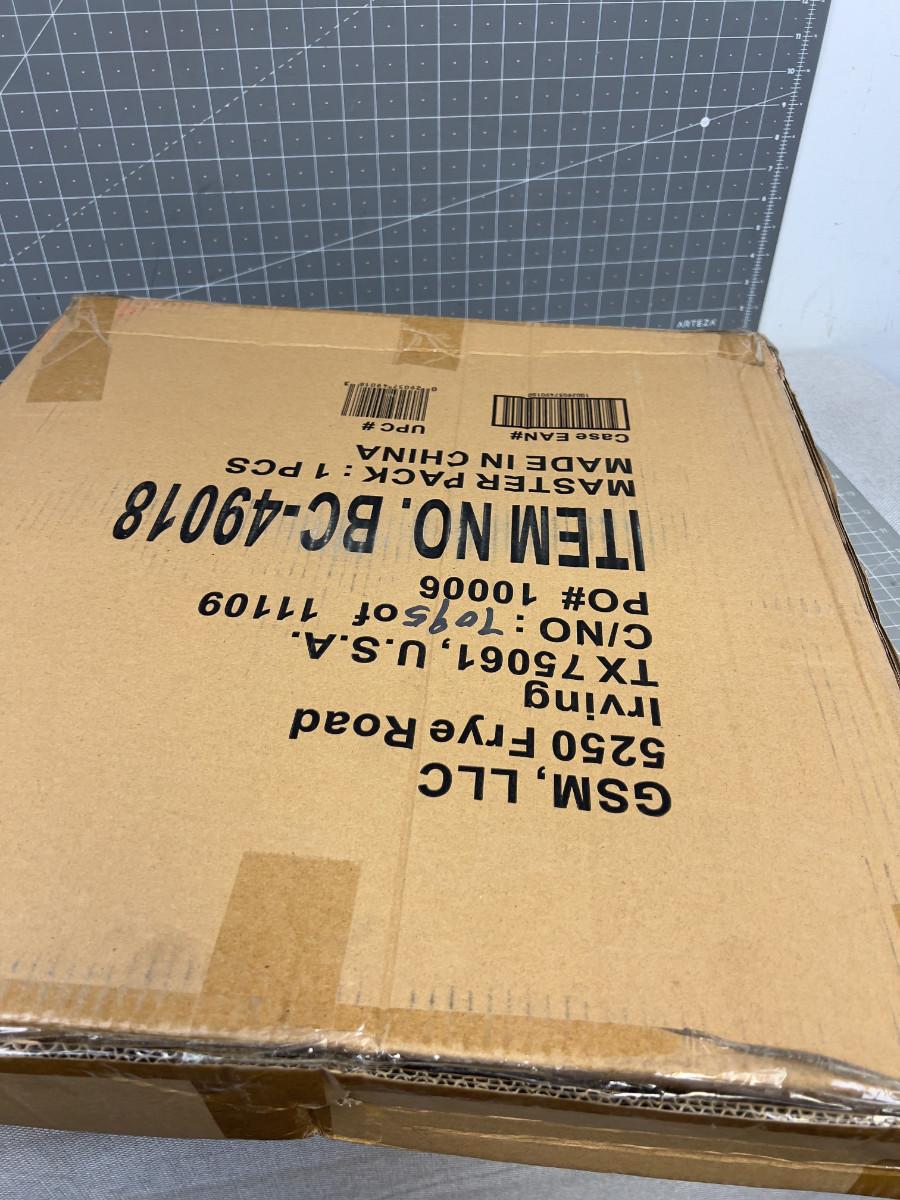 GSM, LLC
5250 Frye Road
Irving
TX 75061, U.S.A.
C/NO : 7095 of 11109
PO# 10006
ITEM NO. BC-49018
MASTER PACK : 1 PCS
MADE IN CHINA
Case EAN# UPC #
ARTEZA